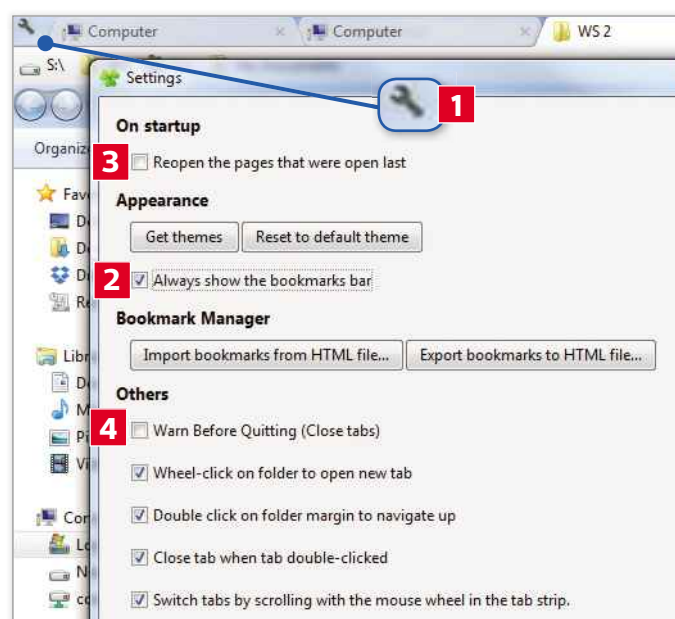 Computer
Computer
WS 2
S:\
Settings
1
On startup
3
Reopen the pages that were open last
Appearance
Get themes
Reset to default theme
2
Always show the bookmarks bar
Bookmark Manager
Import bookmarks from HTML file...
Export bookmarks to HTML file...
Others
4
Warn Before Quitting (Close tabs)
Wheel-click on folder to open new tab
Double click on folder margin to navigate up
Close tab when tab double-clicked
Switch tabs by scrolling with the mouse wheel in the tab strip.